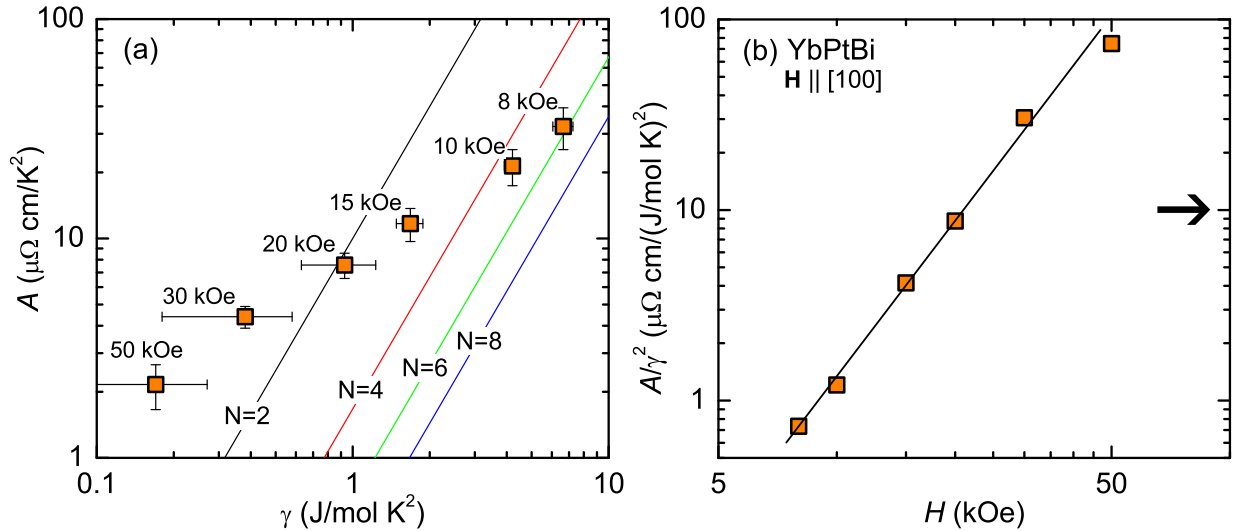 (a)
100
10
1
A (μΩ cm/K²)
8 kOe
10 kOe
15 kOe
20 kOe
30 kOe
50 kOe
N=2
N=4
N=6
N=8
0.1
1
10
γ (J/mol K²)
(b) YbPtBi
H || [100]
100
10
1
A/γ² (μΩ cm/(J/mol K)²)
5
50
H (kOe)